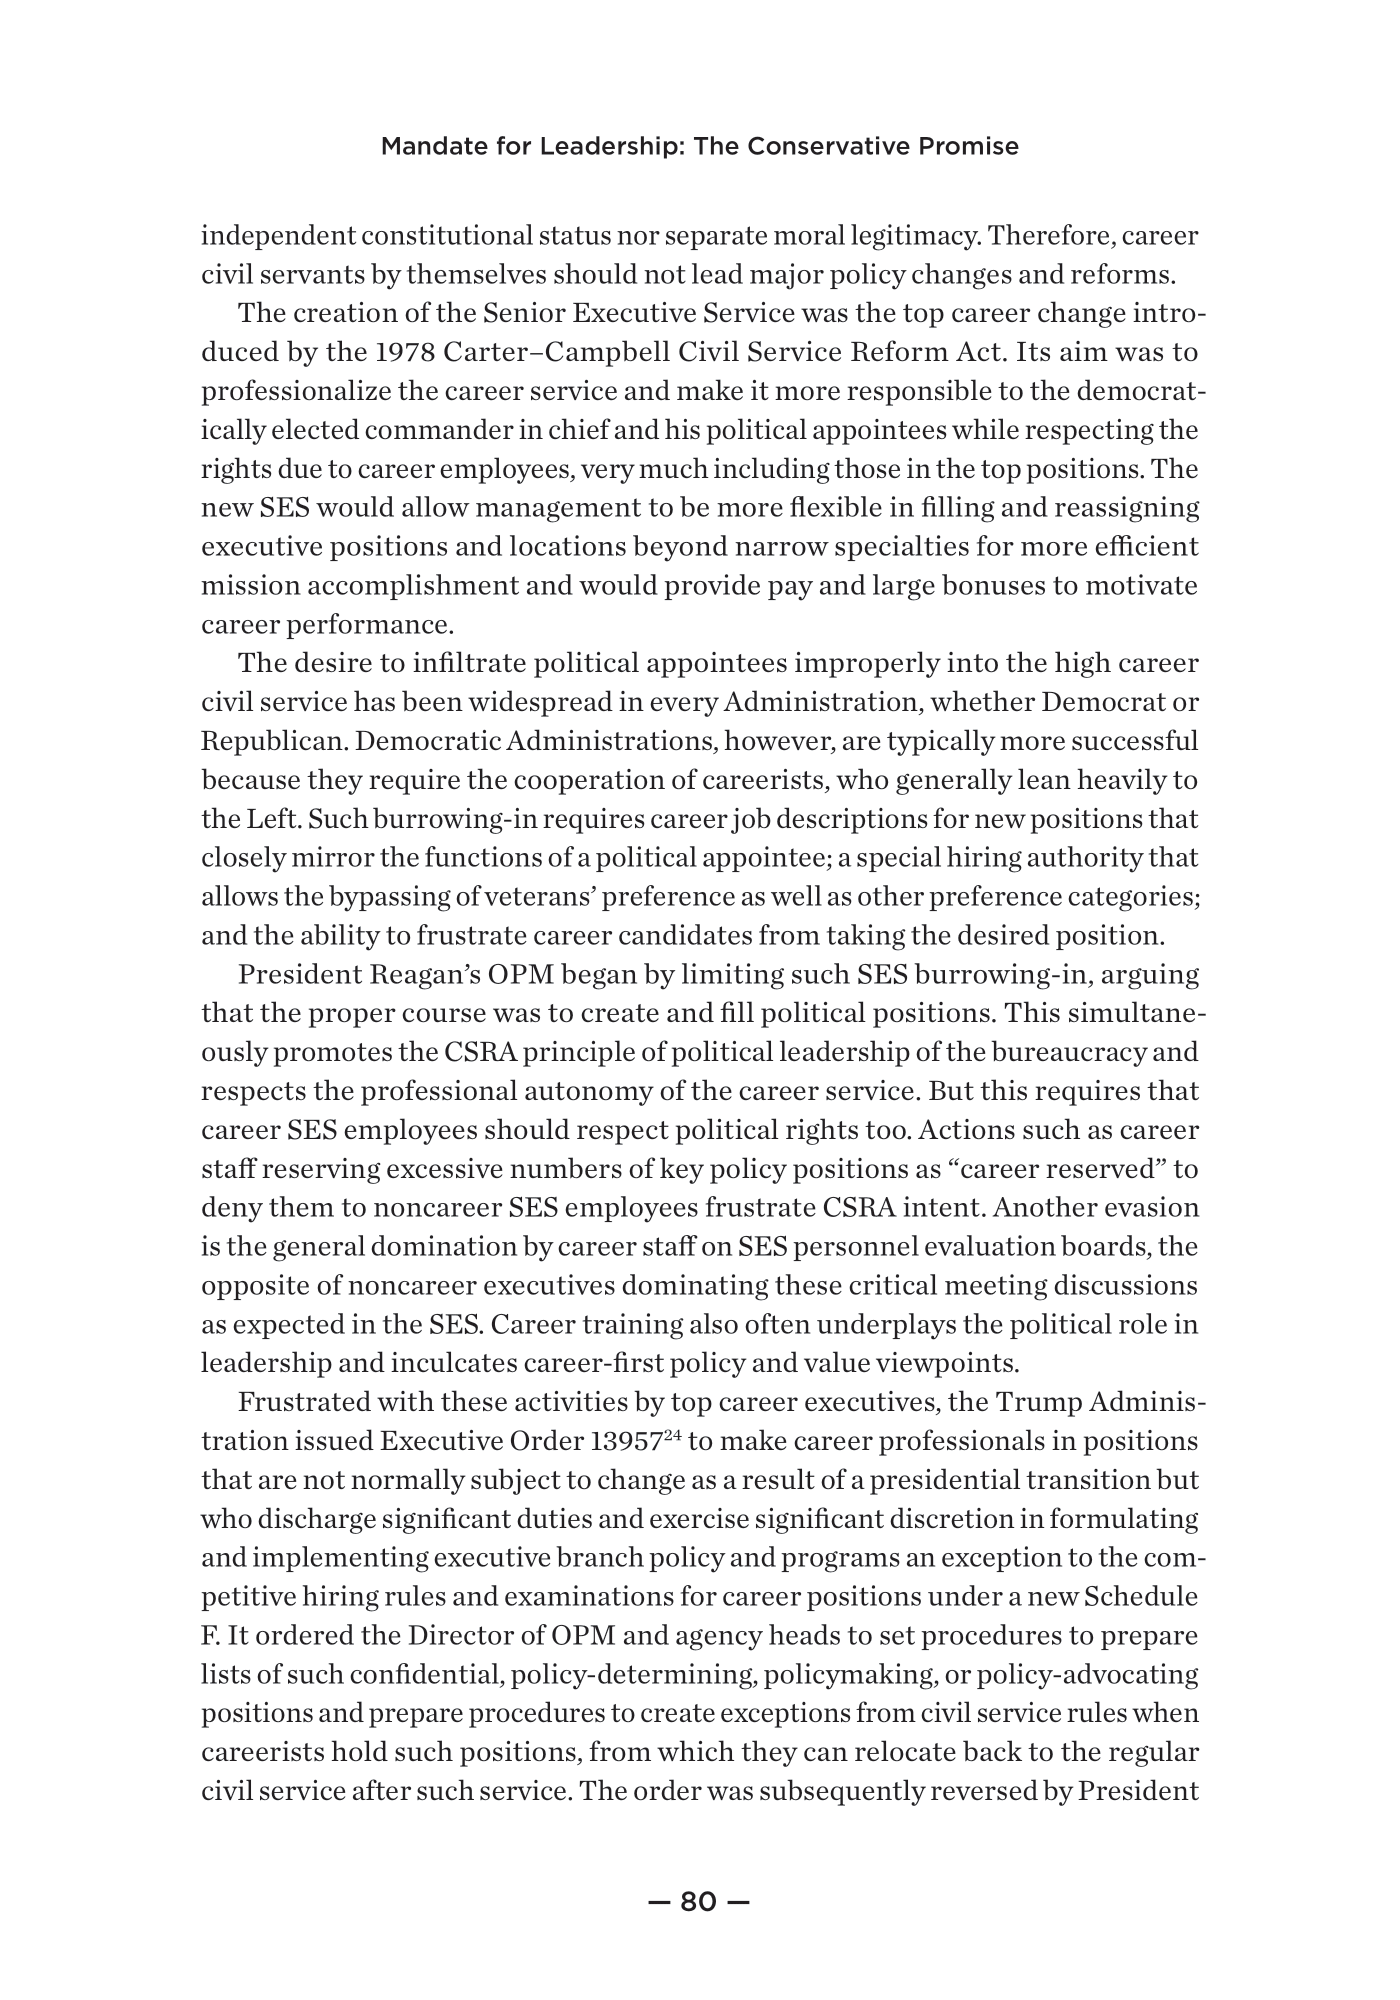 Mandate for Leadership: The Conservative Promise
independent constitutional status nor separate moral legitimacy. Therefore, career
civil servants by themselves should not lead major policy changes and reforms.
The creation of the Senior Executive Service was the top career change intro-
duced by the 1978 Carter–Campbell Civil Service Reform Act. Its aim was to
professionalize the career service and make it more responsible to the democrat-
ically elected commander in chief and his political appointees while respecting the
rights due to career employees, very much including those in the top positions. The
new SES would allow management to be more flexible in filling and reassigning
executive positions and locations beyond narrow specialties for more efficient
mission accomplishment and would provide pay and large bonuses to motivate
career performance.
The desire to infiltrate political appointees improperly into the high career
civil service has been widespread in every Administration, whether Democrat or
Republican. Democratic Administrations, however, are typically more successful
because they require the cooperation of careerists, who generally lean heavily to
the Left. Such burrowing-in requires career job descriptions for new positions that
closely mirror the functions of a political appointee; a special hiring authority that
allows the bypassing of veterans’ preference as well as other preference categories;
and the ability to frustrate career candidates from taking the desired position.
President Reagan’s OPM began by limiting such SES burrowing-in, arguing
that the proper course was to create and fill political positions. This simultane-
ously promotes the CSRA principle of political leadership of the bureaucracy and
respects the professional autonomy of the career service. But this requires that
career SES employees should respect political rights too. Actions such as career
staff reserving excessive numbers of key policy positions as “career reserved” to
deny them to noncareer SES employees frustrate CSRA intent. Another evasion
is the general domination by career staff on SES personnel evaluation boards, the
opposite of noncareer executives dominating these critical meeting discussions
as expected in the SES. Career training also often underplays the political role in
leadership and inculcates career-first policy and value viewpoints.
Frustrated with these activities by top career executives, the Trump Adminis-
tration issued Executive Order 13957²⁴ to make career professionals in positions
that are not normally subject to change as a result of a presidential transition but
who discharge significant duties and exercise significant discretion in formulating
and implementing executive branch policy and programs an exception to the com-
petitive hiring rules and examinations for career positions under a new Schedule
F. It ordered the Director of OPM and agency heads to set procedures to prepare
lists of such confidential, policy-determining, policymaking, or policy-advocating
positions and prepare procedures to create exceptions from civil service rules when
careerists hold such positions, from which they can relocate back to the regular
civil service after such service. The order was subsequently reversed by President
— 80 —